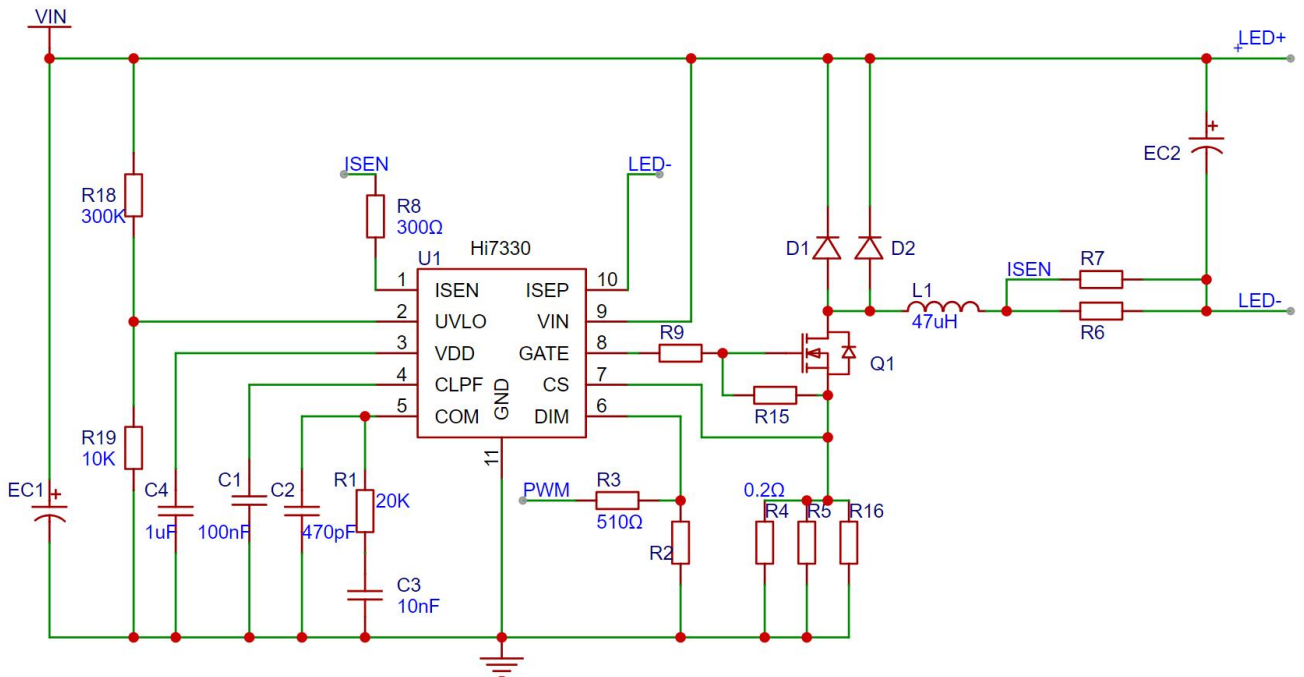 VIN
LED+
+
EC2
ISEN
LED-
R18
300K
R8
300Ω
Hi7330
U1
D1
D2
R7
ISEN
1
ISEN
ISEP
10
L1
47uH
LED-
R6
2
UVLO
VIN
9
3
VDD
GATE
8
R9
Q1
4
CLPF
CS
7
5
COM
GND
DIM
6
R15
11
R19
10K
EC1
C4
1uF
C1
100nF
C2
470pF
R1
20K
PWM
R3
510Ω
R2
0.2Ω
R4
R5
R16
C3
10nF